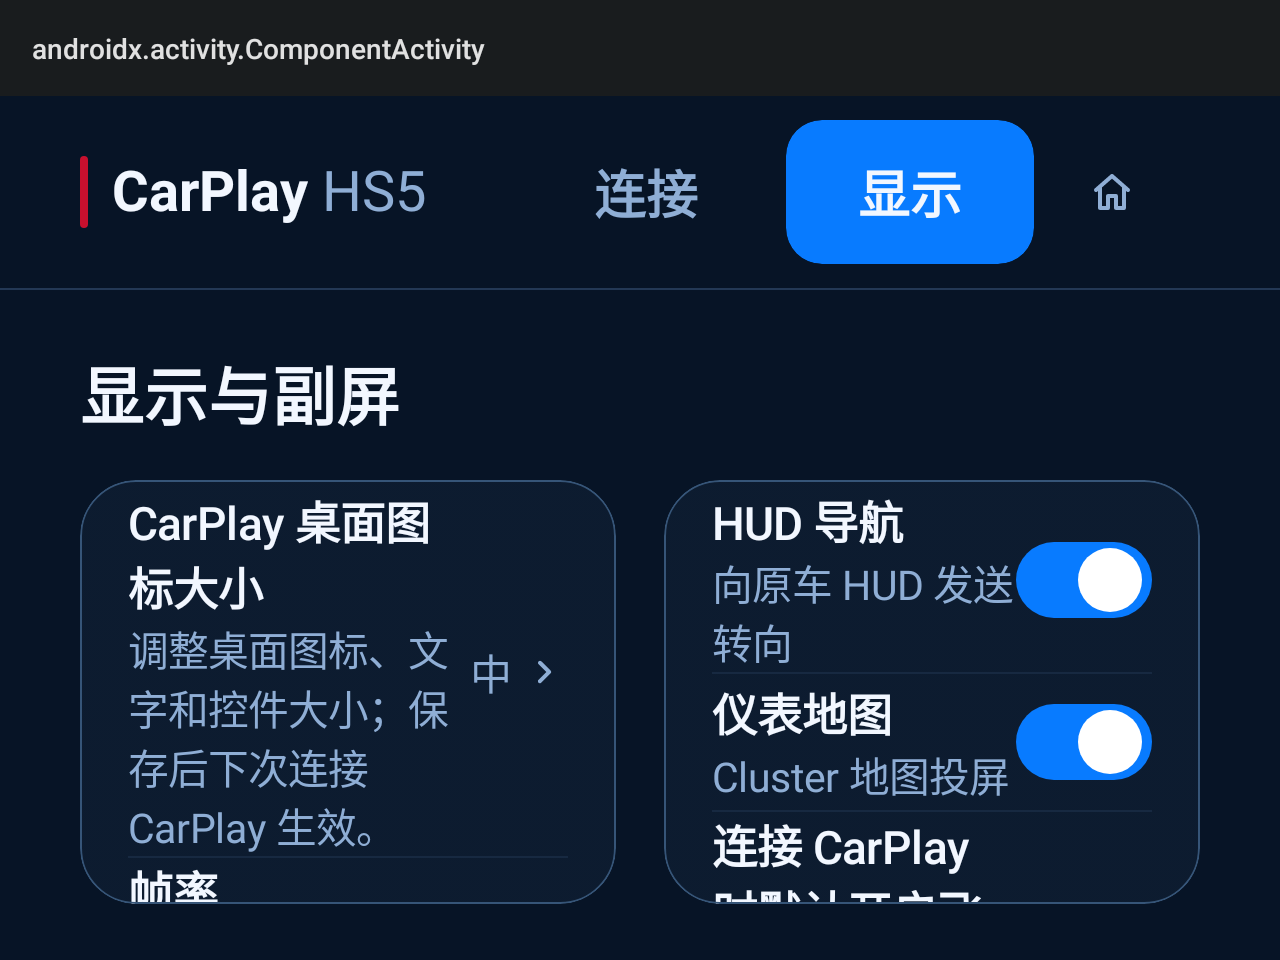 androidx.activity.ComponentActivity
CarPlay HS5
连接
显示
显示与副屏
CarPlay 桌面图
标大小
调整桌面图标、文
字和控件大小；保
存后下次连接
CarPlay 生效。
中
帧率
HUD 导航
向原车 HUD 发送
转向
仪表地图
Cluster 地图投屏
连接 CarPlay